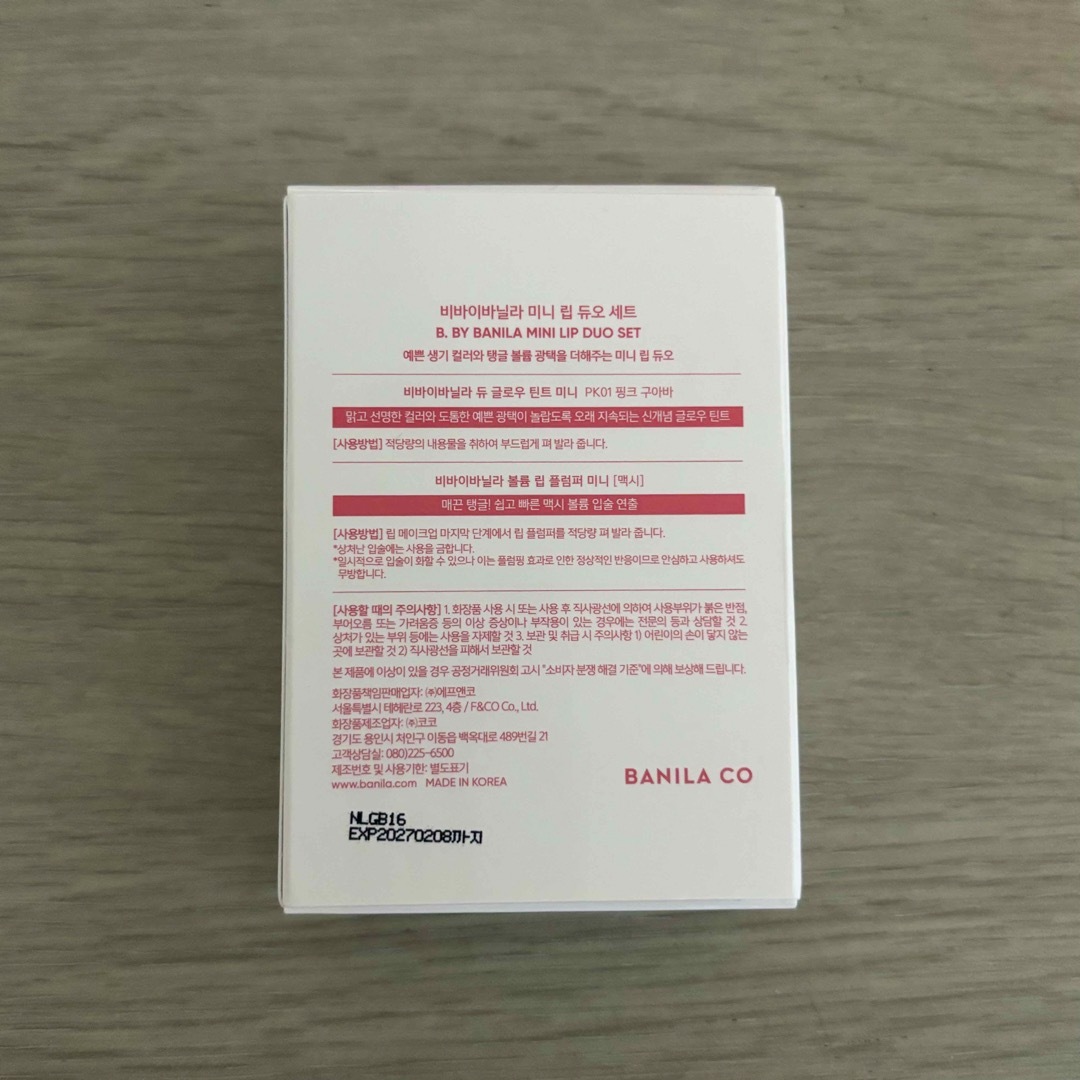 비바이바닐라 미니 립 듀오 세트
B. BY BANILA MINI LIP DUO SET
예쁜 생기 컬러와 탱글 볼륨 광택을 더해주는 미니 립 듀오
비바이바닐라 듀 글로우 틴트 미니 PK01 핑크 구아바
맑고 선명한 컬러와 도톰한 예쁜 광택이 놀랍도록 오래 지속되는 신개념 글로우 틴트
[사용방법] 적당량의 내용물을 취하여 부드럽게 펴 발라 줍니다.
비바이바닐라 볼륨 립 플럼퍼 미니 [맥시]
매끈 탱글! 쉽고 빠른 맥시 볼륨 입술 연출
[사용방법] 립 메이크업 마지막 단계에서 립 플럼퍼를 적당량 펴 발라 줍니다.
*상처난 입술에는 사용을 금합니다.
*일시적으로 입술이 화할 수 있으나 이는 플럼핑 효과로 인한 정상적인 반응이므로 안심하고 사용하셔도
무방합니다.
[사용할 때의 주의사항] 1. 화장품 사용 시 또는 사용 후 직사광선에 의하여 사용부위가 붉은 반점,
부어오름 또는 가려움증 등의 이상 증상이나 부작용이 있는 경우에는 전문의 등과 상담할 것 2.
상처가 있는 부위 등에는 사용을 자제할 것 3. 보관 및 취급 시 주의사항 1) 어린이의 손이 닿지 않는
곳에 보관할 것 2) 직사광선을 피해서 보관할 것
본 제품에 이상이 있을 경우 공정거래위원회 고시 "소비자 분쟁 해결 기준"에 의해 보상해 드립니다.
화장품책임판매업자: ㈜에프앤코
서울특별시 테헤란로 223, 4층 / F&CO Co., Ltd.
화장품제조업자: ㈜코코
경기도 용인시 처인구 이동읍 백옥대로 489번길 21
고객상담실: 080)225-6500
제조번호 및 사용기한: 별도표기
www.banila.com MADE IN KOREA
BANILA CO
NLGB16
EXP20270208까지